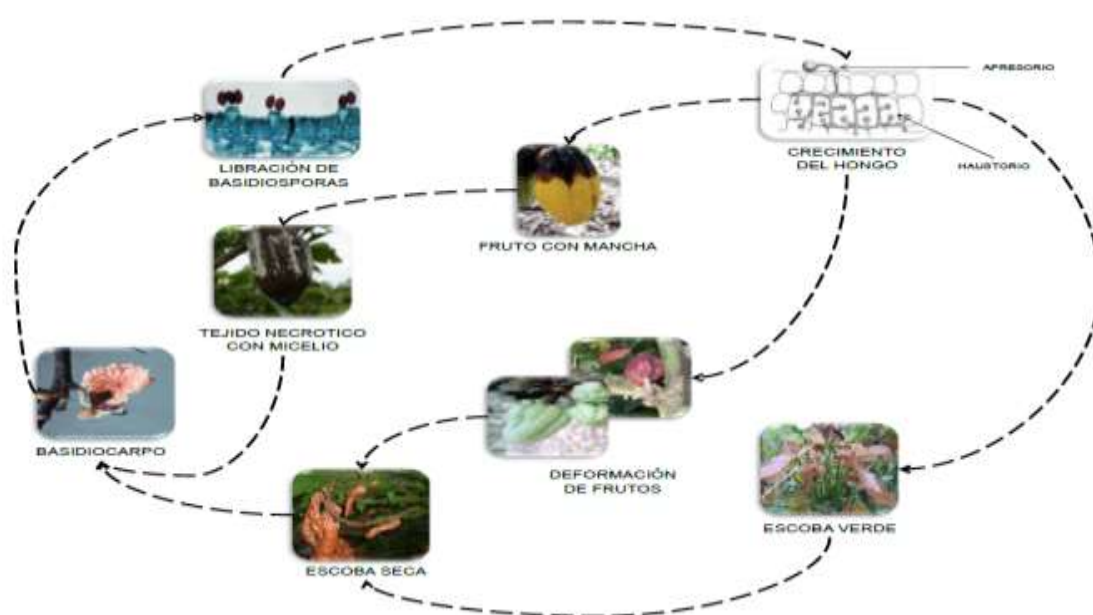 APRESORIO
LIBRACIÓN DE
BASIDIOSPORAS
CRECIMIENTO
DEL HONGO
HAUSTORIO
FRUTO CON MANCHA
TEJIDO NECROTICO
CON MICELIO
BASIDIOCARPO
DEFORMACIÓN
DE FRUTOS
ESCOBA VERDE
ESCOBA SECA